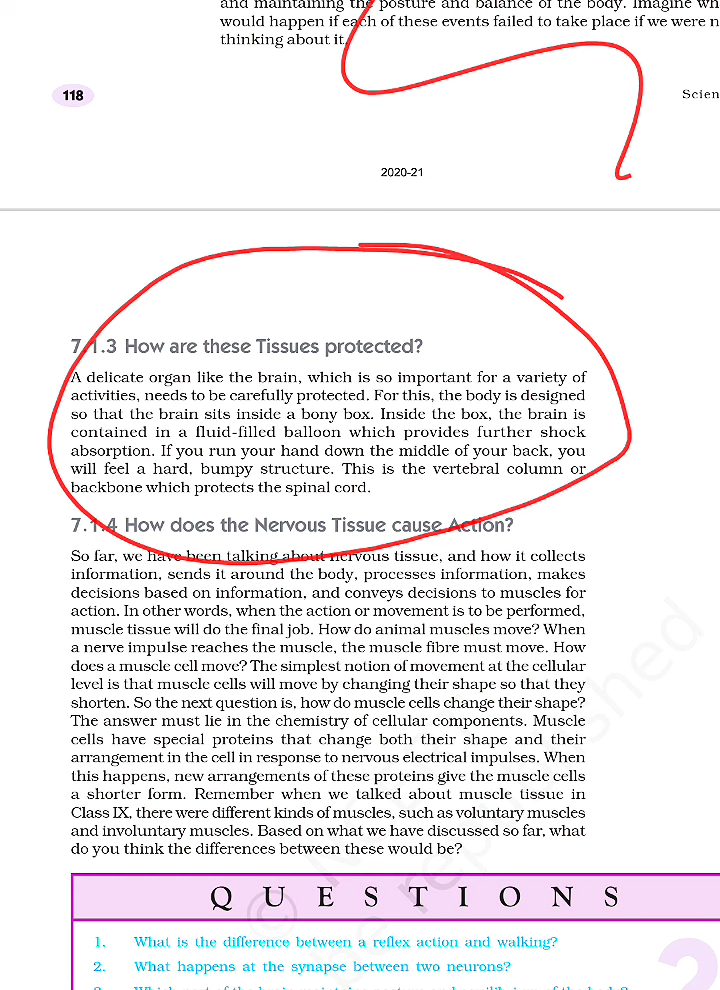 and maintaining the posture and balance of the body. Imagine wh
would happen if each of these events failed to take place if we were n
thinking about it.
118
Scien
2020-21
7.1.3 How are these Tissues protected?
A delicate organ like the brain, which is so important for a variety of
activities, needs to be carefully protected. For this, the body is designed
so that the brain sits inside a bony box. Inside the box, the brain is
contained in a fluid-filled balloon which provides further shock
absorption. If you run your hand down the middle of your back, you
will feel a hard, bumpy structure. This is the vertebral column or
backbone which protects the spinal cord.
7.1.4 How does the Nervous Tissue cause Action?
So far, we have been talking about nervous tissue, and how it collects
information, sends it around the body, processes information, makes
decisions based on information, and conveys decisions to muscles for
action. In other words, when the action or movement is to be performed,
muscle tissue will do the final job. How do animal muscles move? When
a nerve impulse reaches the muscle, the muscle fibre must move. How
does a muscle cell move? The simplest notion of movement at the cellular
level is that muscle cells will move by changing their shape so that they
shorten. So the next question is, how do muscle cells change their shape?
The answer must lie in the chemistry of cellular components. Muscle
cells have special proteins that change both their shape and their
arrangement in the cell in response to nervous electrical impulses. When
this happens, new arrangements of these proteins give the muscle cells
a shorter form. Remember when we talked about muscle tissue in
Class IX, there were different kinds of muscles, such as voluntary muscles
and involuntary muscles. Based on what we have discussed so far, what
do you think the differences between these would be?
QUESTIONS
1. What is the difference between a reflex action and walking?
2. What happens at the synapse between two neurons?